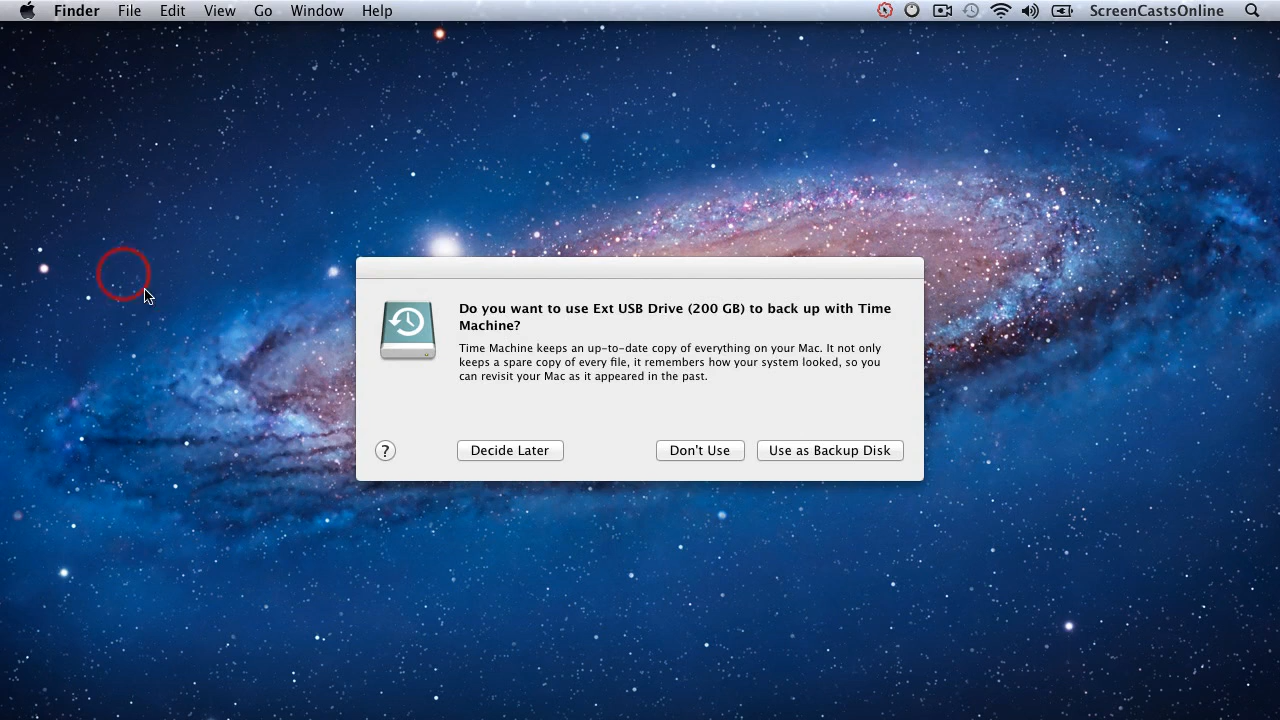 Finder File Edit View Go Window Help ScreenCastsOnline
Do you want to use Ext USB Drive (200 GB) to back up with Time
Machine?
Time Machine keeps an up-to-date copy of everything on your Mac. It not only
keeps a spare copy of every file, it remembers how your system looked, so you
can revisit your Mac as it appeared in the past.
? Decide Later Don't Use Use as Backup Disk